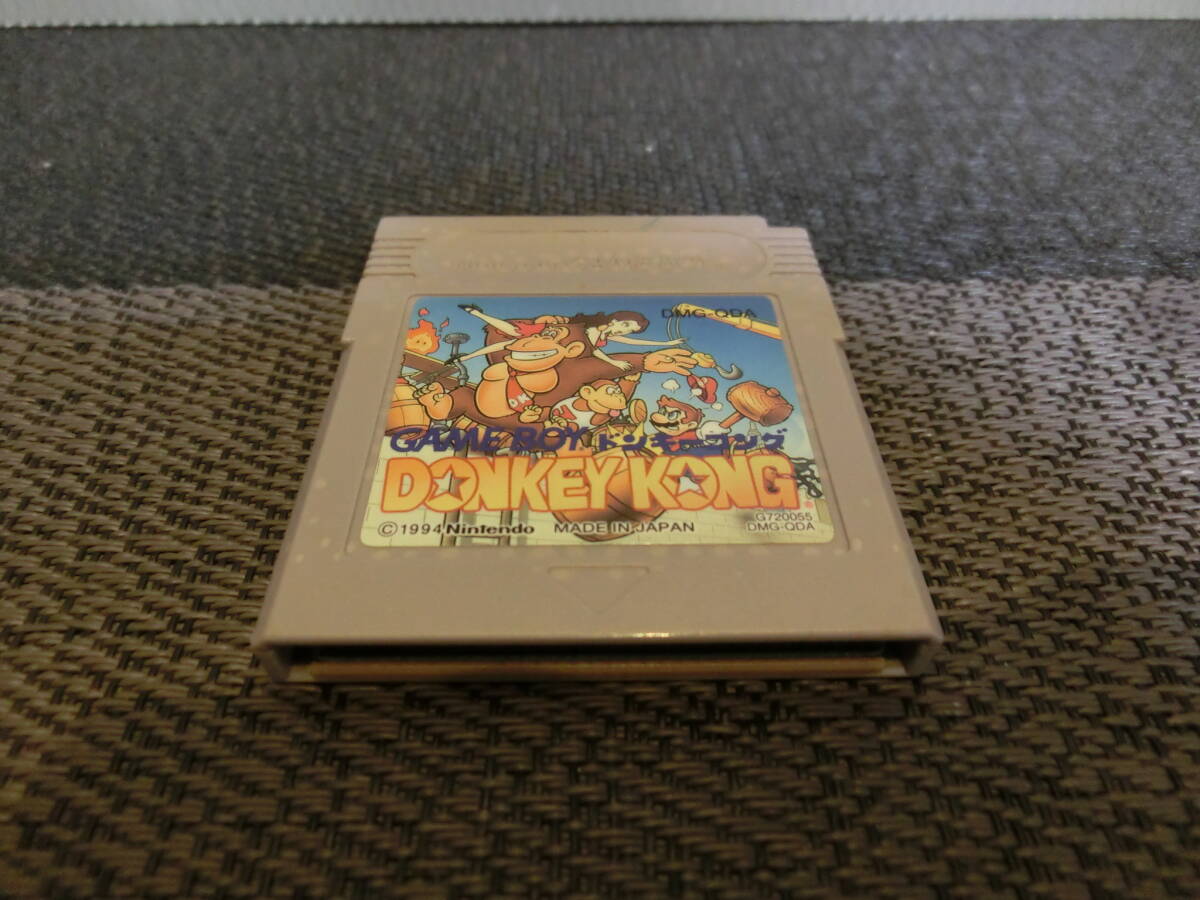 DMG-QDA
GAME BOY ドンキーコング
DONKEY KONG
©1994 Nintendo MADE IN JAPAN
G720055
DMG-QDA